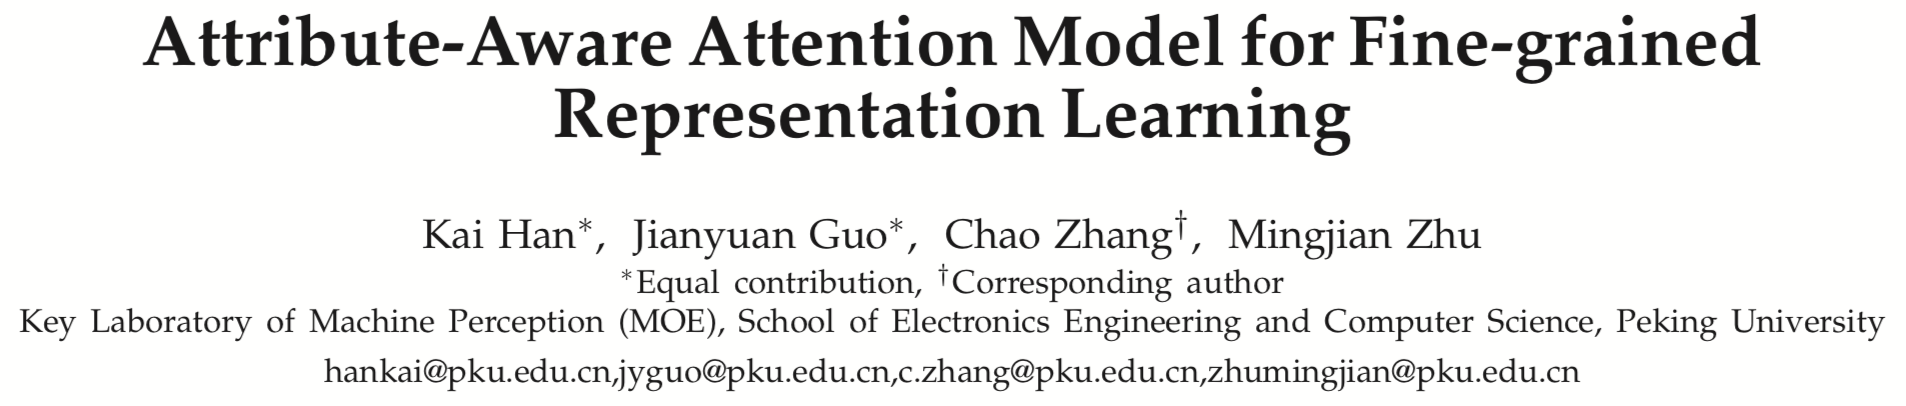 Attribute-Aware Attention Model for Fine-grained
Representation Learning
Kai Han*, Jianyuan Guo*, Chao Zhang†, Mingjian Zhu
*Equal contribution, †Corresponding author
Key Laboratory of Machine Perception (MOE), School of Electronics Engineering and Computer Science, Peking University
hankai@pku.edu.cn,jyguo@pku.edu.cn,c.zhang@pku.edu.cn,zhumingjian@pku.edu.cn